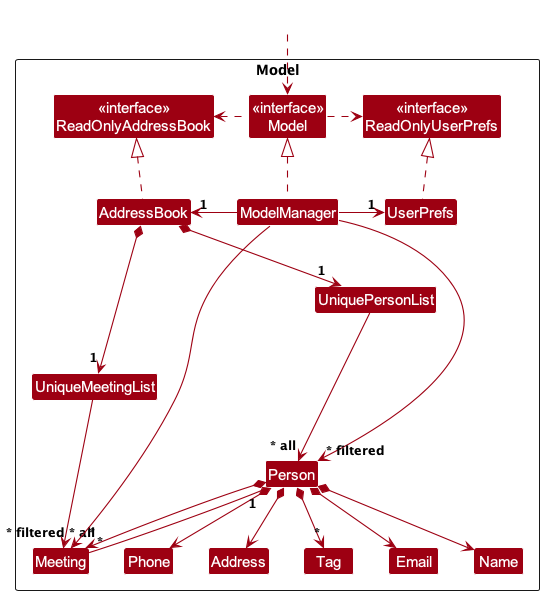 Model
«interface»
ReadOnlyAddressBook
«interface»
Model
«interface»
ReadOnlyUserPrefs
AddressBook
1
ModelManager
1
UserPrefs
1
UniquePersonList
1
UniqueMeetingList
* all
* filtered
Person
1
* filtered
* all
*
*
Meeting
Phone
Address
Tag
Email
Name